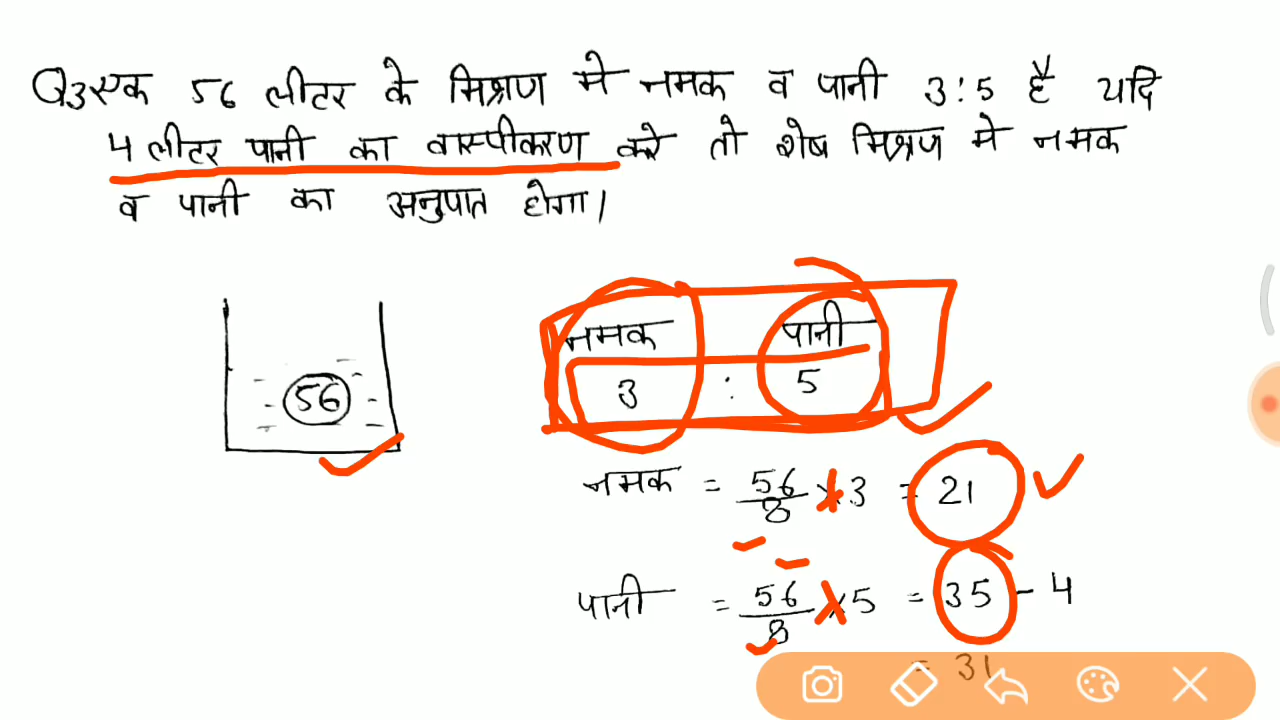 Q3 एक 56 लीटर के मिश्रण मे नमक व पानी 3:5 है यदि
4 लीटर पानी का वास्पीकरण करे तो शेष मिश्रण मे नमक
व पानी का अनुपात होगा।
नमक पानी
3 : 5
56
नमक = 56/8 × 3 = 21
पानी = 56/8 × 5 = 35 - 4
= 31